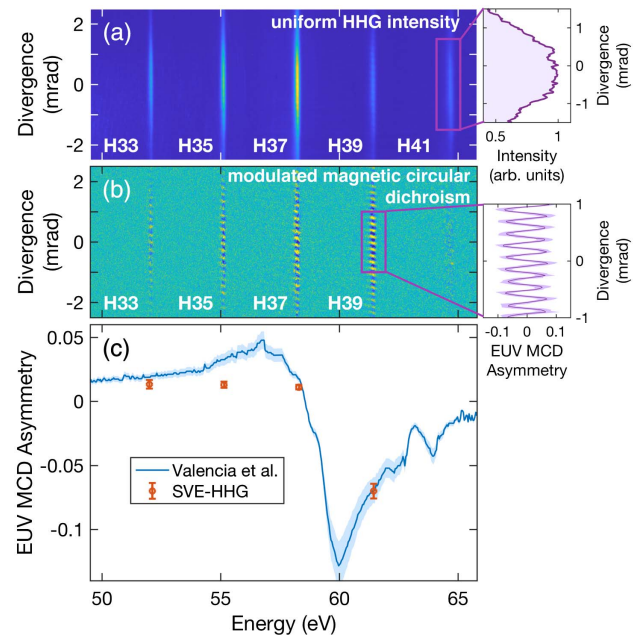 (a)
uniform HHG intensity
2
0
-2
Divergence
(mrad)
H33 H35 H37 H39 H41
1
0
-1
Divergence
(mrad)
0.5 1
Intensity
(arb. units)
(b)
modulated magnetic circular
dichroism
2
0
-2
Divergence
(mrad)
H33 H35 H37 H39
1
0
-1
Divergence
(mrad)
-0.1 0 0.1
EUV MCD
Asymmetry
(c)
0.05
0
-0.05
-0.1
EUV MCD Asymmetry
Valencia et al.
SVE-HHG
50 55 60 65
Energy (eV)